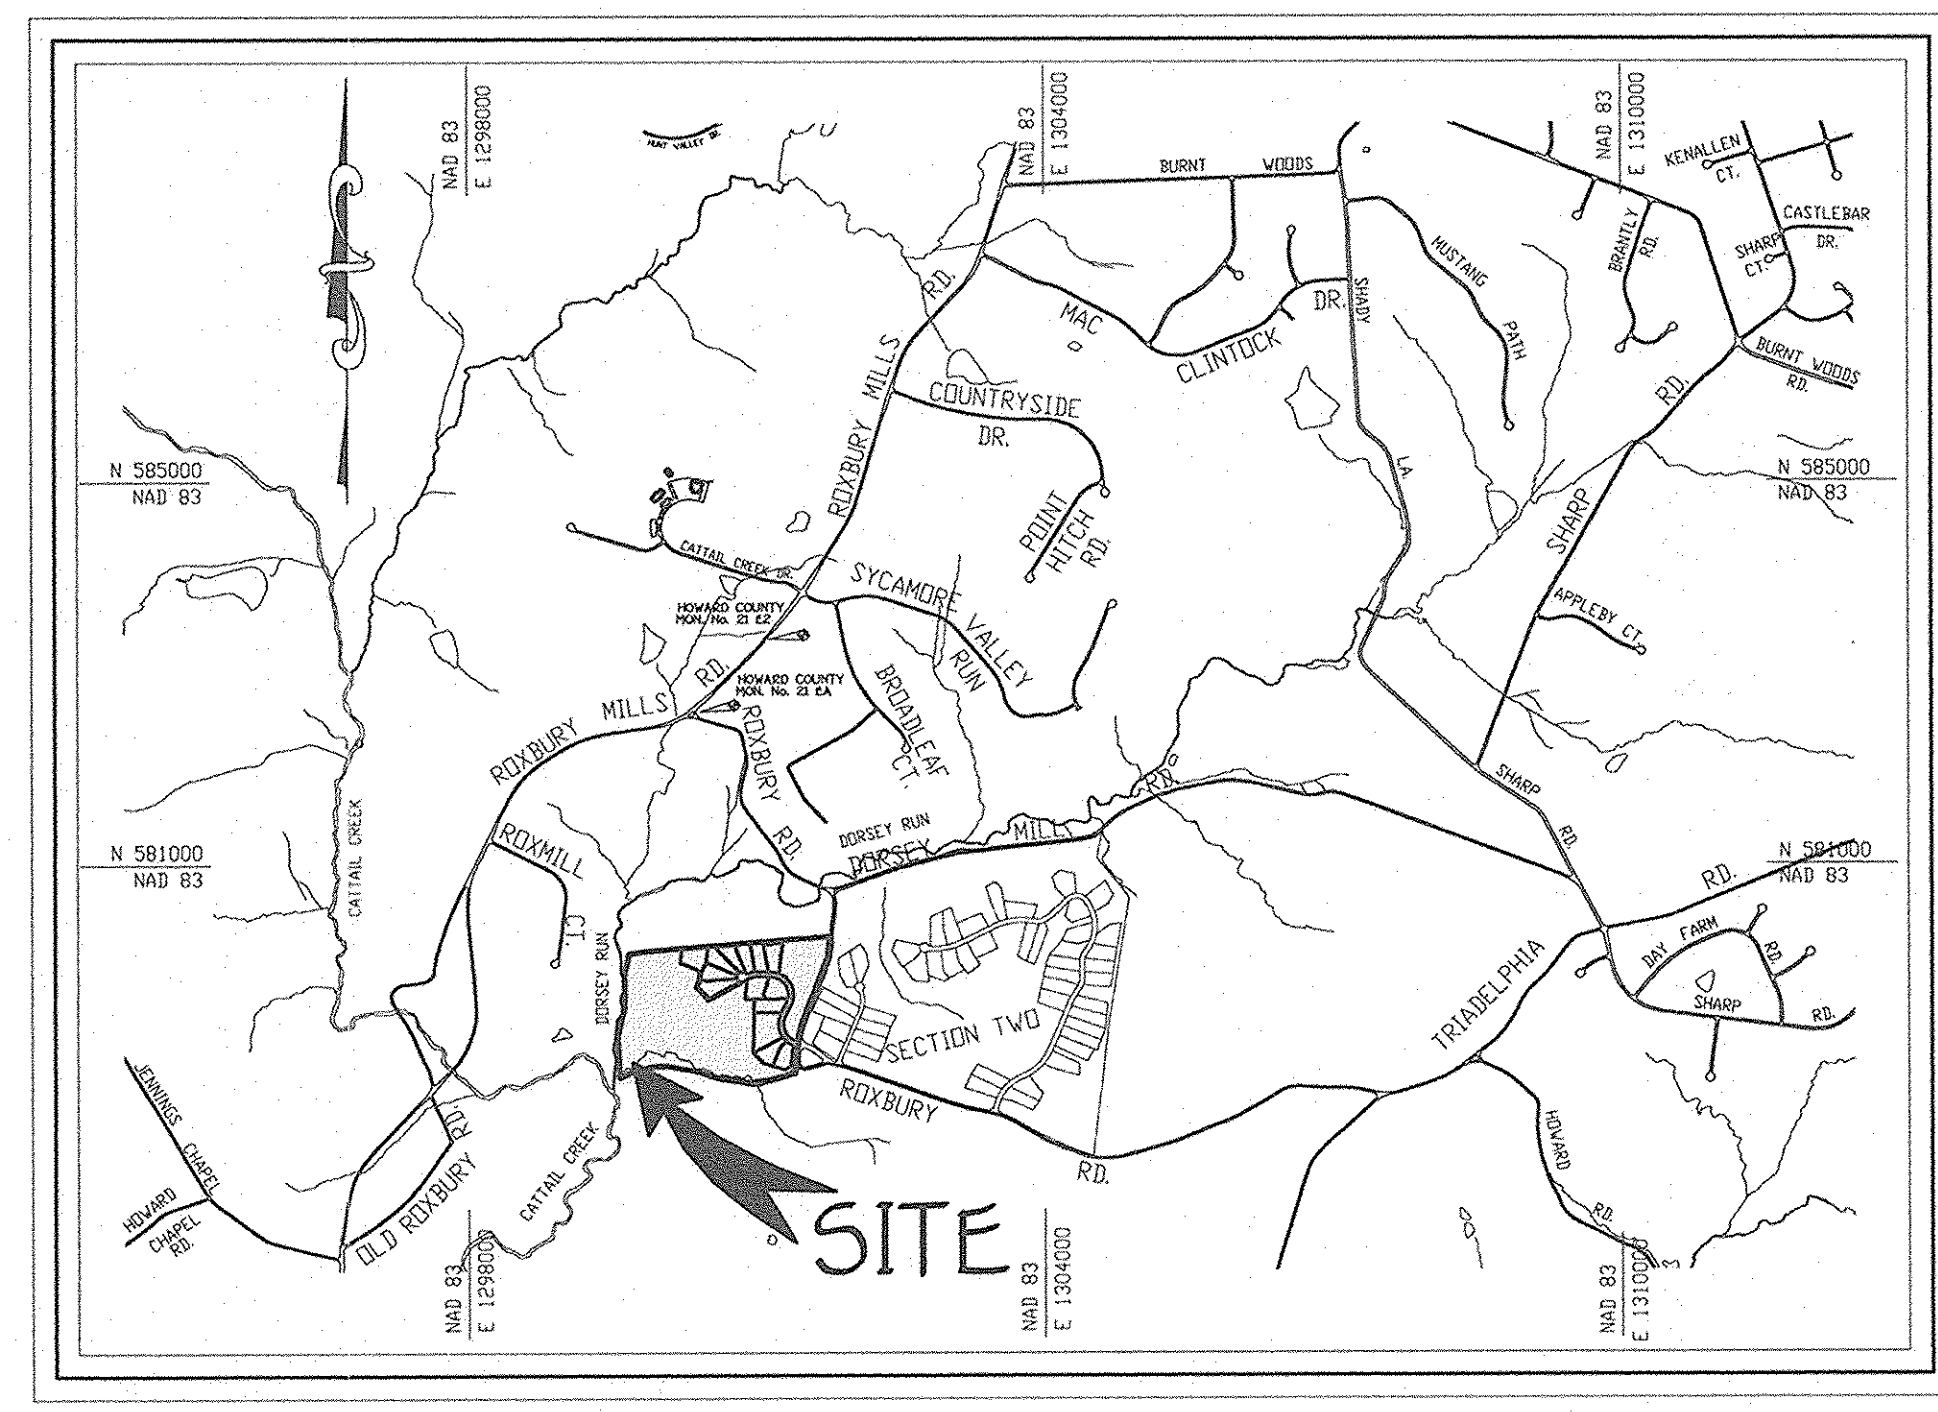 NAD 83
E 1298000
HUNT VALLEY DR.
NAD 83
E 1304000
NAD 83
E 1310000
BURNT WOODS
KENALLEN
CT.
CASTLEBAR
DR.
SHARP
CT.
BRANTLY
RD.
MUSTANG
PATH
SHADY
LA.
MAC
CLINTOCK
DR.
BURNT WOODS
RD.
RD.
SHARP
ROXBURY MILLS
RD.
COUNTRYSIDE
DR.
POINT
HITCH
RD.
N 585000
NAD 83
N 585000
NAD 83
CATTAIL CREEK DR.
SYCAMORE
VALLEY
RUN
APPLEBY CT.
HOWARD COUNTY
MON. No. 21 E2
HOWARD COUNTY
MON. No. 21 EA
ROXBURY MILLS RD.
BROADLEAF
CT.
ROXBURY
RD.
SHARP
RD.
ROXMILL
CT.
CATTAIL CREEK
DORSEY RUN
DORSEY
MILLS
RD.
N 581000
NAD 83
N 581000
NAD 83
RD.
DAY FARM
RD.
SHARP
RD.
TRIADELPHIA
DORSEY RUN
SECTION TWO
ROXBURY
RD.
HOWARD
RD.
JENNINGS
CHAPEL
HOWARD
CHAPEL
RD.
OLD ROXBURY
RD.
CATTAIL CREEK
SITE
NAD 83
E 1298000
NAD 83
E 1304000
NAD 83
E 1310000